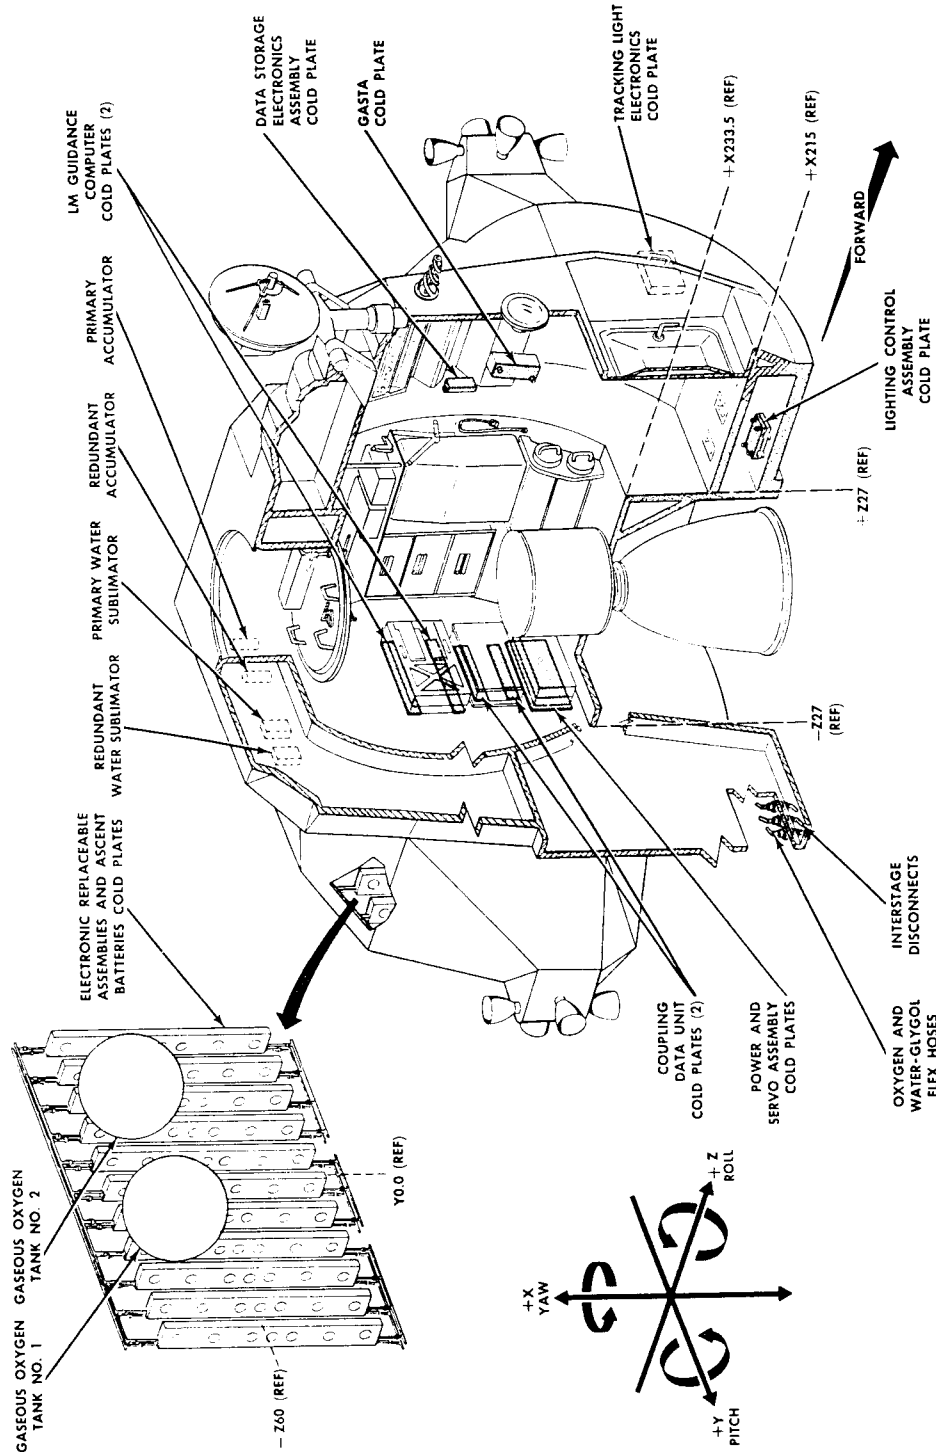 GASEOUS OXYGEN
TANK NO. 1
GASEOUS OXYGEN
TANK NO. 2
ELECTRONIC REPLACEABLE
ASSEMBLIES AND ASCENT
BATTERIES COLD PLATES
REDUNDANT
WATER SUBLIMATOR
PRIMARY WATER
SUBLIMATOR
REDUNDANT
ACCUMULATOR
PRIMARY
ACCUMULATOR
LM GUIDANCE
COMPUTER
COLD PLATES (2)
DATA STORAGE
ELECTRONICS
ASSEMBLY
COLD PLATE
GASTA
COLD PLATE
TRACKING LIGHT
ELECTRONICS
COLD PLATE
+X233.5 (REF)
+X215 (REF)
FORWARD
LIGHTING CONTROL
ASSEMBLY
COLD PLATE
+Z27 (REF)
-Z27
(REF)
INTERSTAGE
DISCONNECTS
OXYGEN AND
WATER-GLYGOL
FLEX HOSES
POWER AND
SERVO ASSEMBLY
COLD PLATES
COUPLING
DATA UNIT
COLD PLATES (2)
Y0.0 (REF)
-Z60 (REF)
+X
YAW
+Y
PITCH
+Z
ROLL